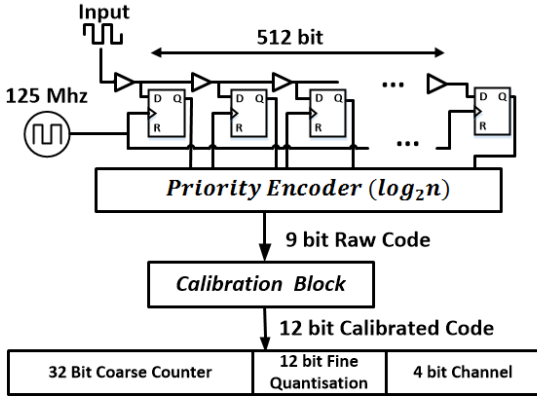 Input
512 bit
125 Mhz
D Q
R
D Q
R
D Q
R
D Q
R
...
...
Priority Encoder (log₂n)
9 bit Raw Code
Calibration Block
12 bit Calibrated Code
32 Bit Coarse Counter
12 bit Fine
Quantisation
4 bit Channel